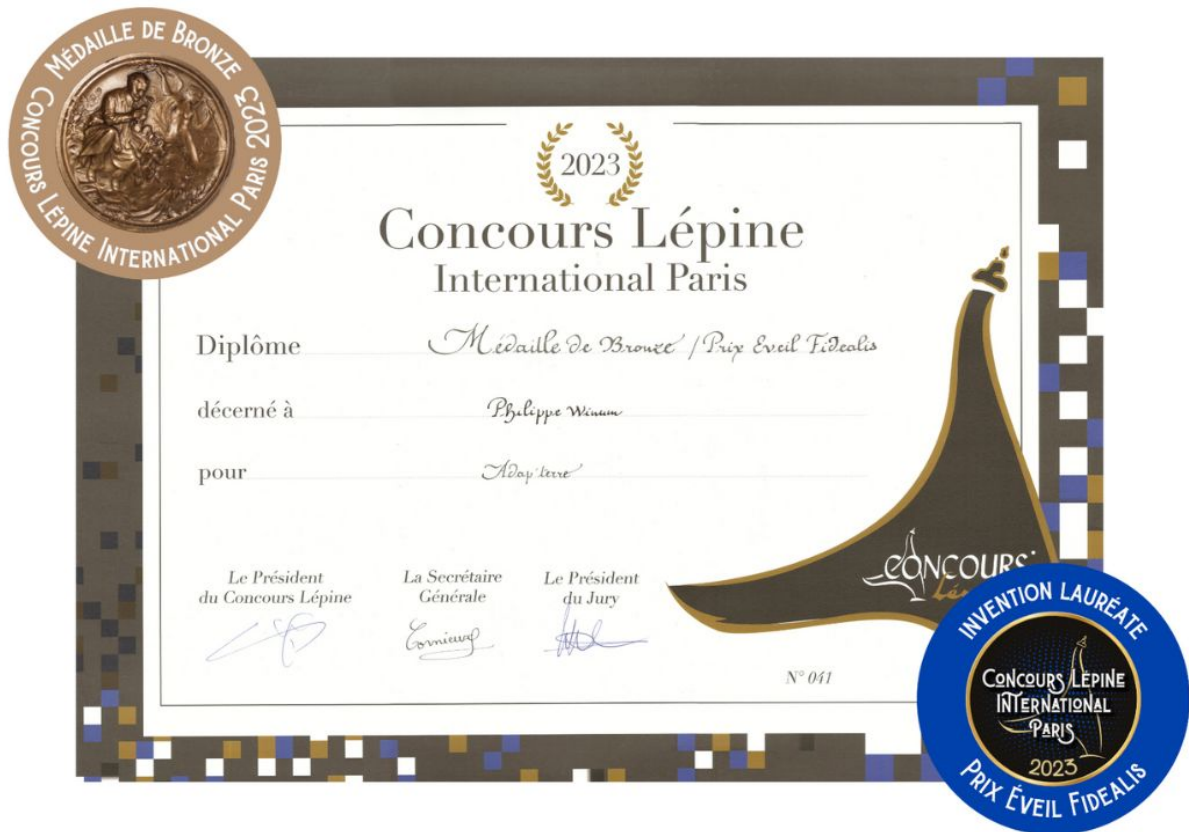 MÉDAILLE DE BRONZE
CONCOURS LÉPINE INTERNATIONAL PARIS 2023
2023
Concours Lépine
International Paris
Diplôme Médaille de Bronze / Prix Eveil Fidealis
décerné à Philippe Winum
pour Adap'terre
Le Président
du Concours Lépine
La Secrétaire
Générale
Le Président
du Jury
N° 041
CONCOURS
INVENTION LAURÉATE
CONCOURS LÉPINE
INTERNATIONAL
PARIS
2023
PRIX ÉVEIL FIDEALIS